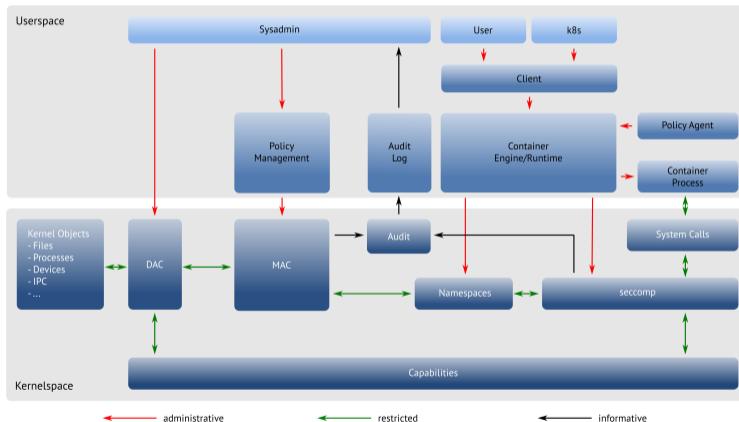 Userspace
Sysadmin
User
k8s
Client
Policy
Management
Audit
Log
Container
Engine/Runtime
Policy Agent
Container
Process
Kernel Objects
- Files
- Processes
- Devices
- IPC
- ...
DAC
MAC
Audit
System Calls
Namespaces
seccomp
Capabilities
Kernelspace
administrative
restricted
informative